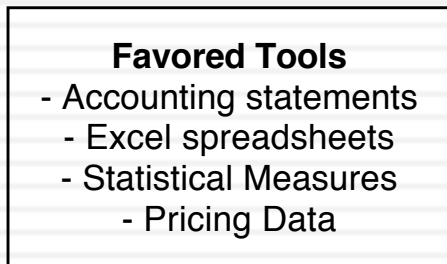 Favored Tools
- Accounting statements
- Excel spreadsheets
- Statistical Measures
- Pricing Data